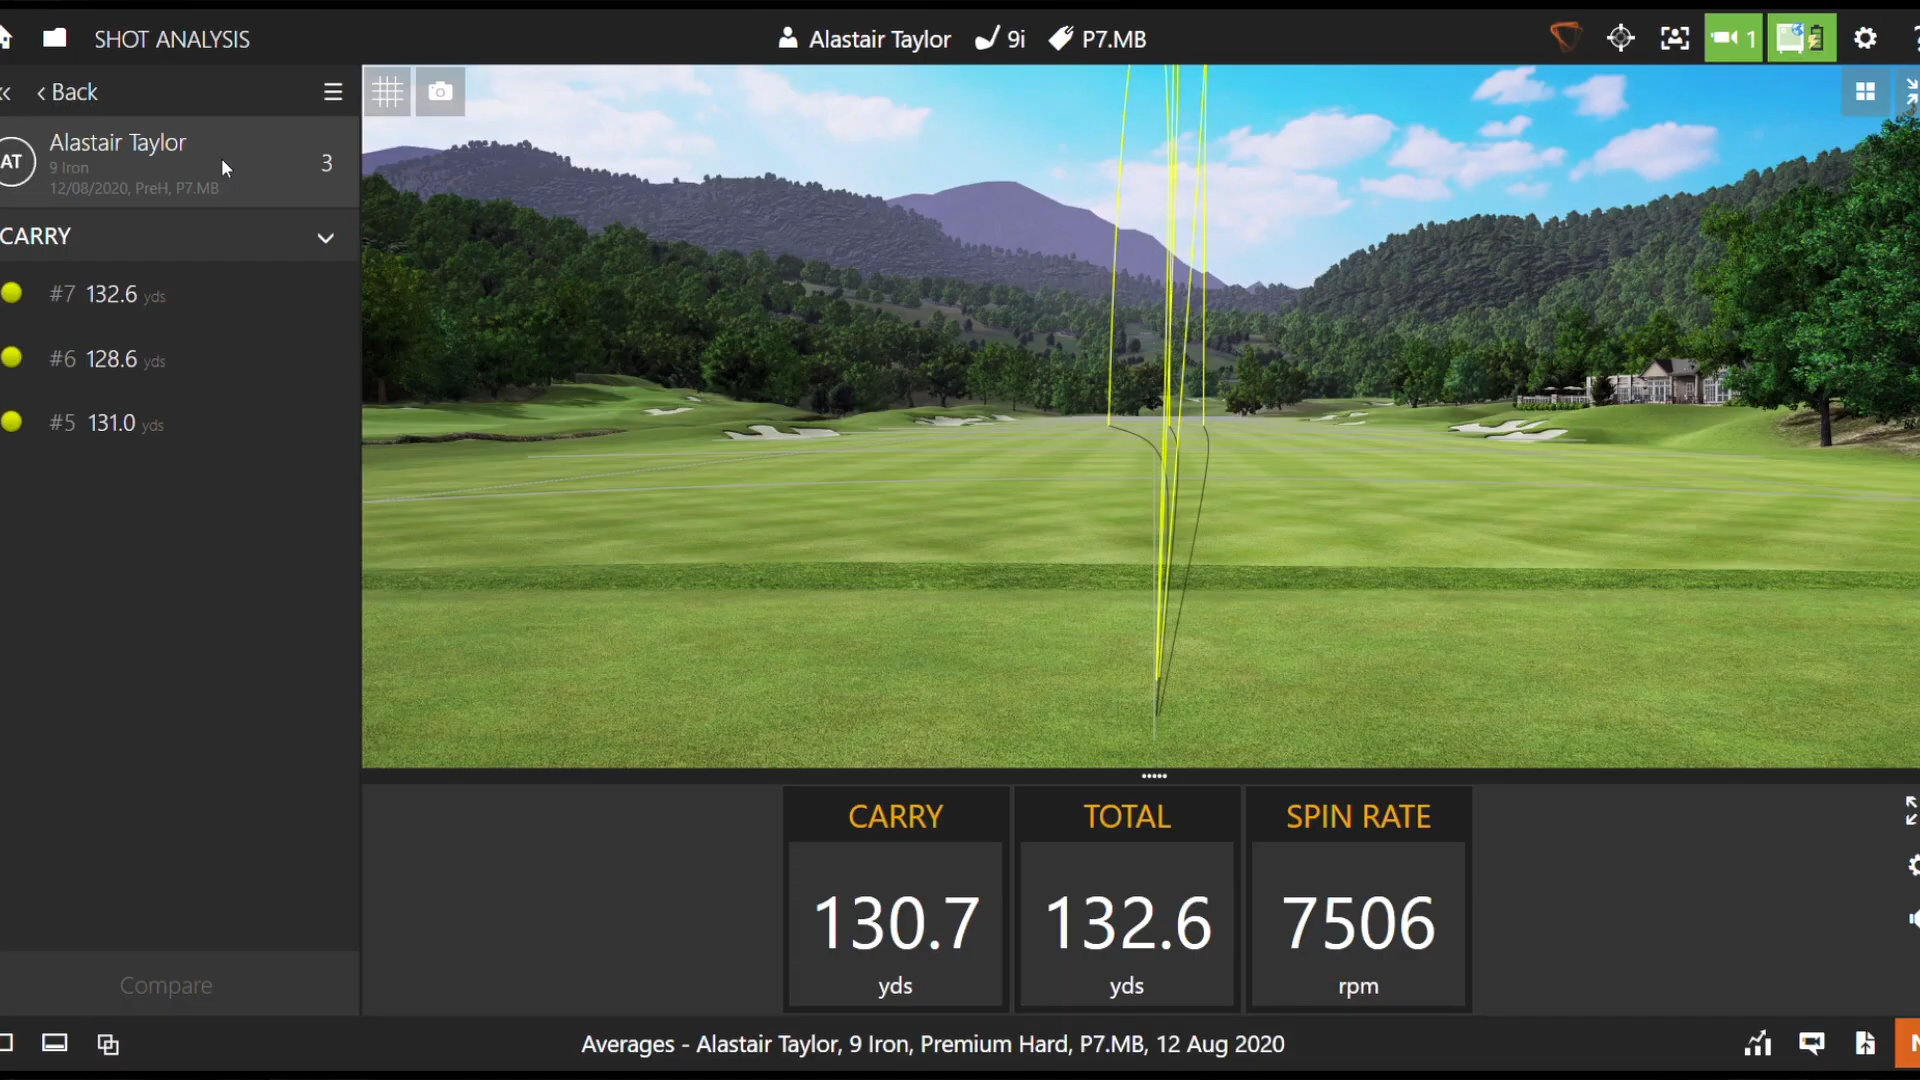 SHOT ANALYSIS
Alastair Taylor
9i
P7.MB
1
Back
AT
Alastair Taylor
9 Iron
12/08/2020, PreH, P7.MB
3
CARRY
#7 132.6 yds
#6 128.6 yds
#5 131.0 yds
CARRY
130.7
yds
TOTAL
132.6
yds
SPIN RATE
7506
rpm
Compare
Averages - Alastair Taylor, 9 Iron, Premium Hard, P7.MB, 12 Aug 2020